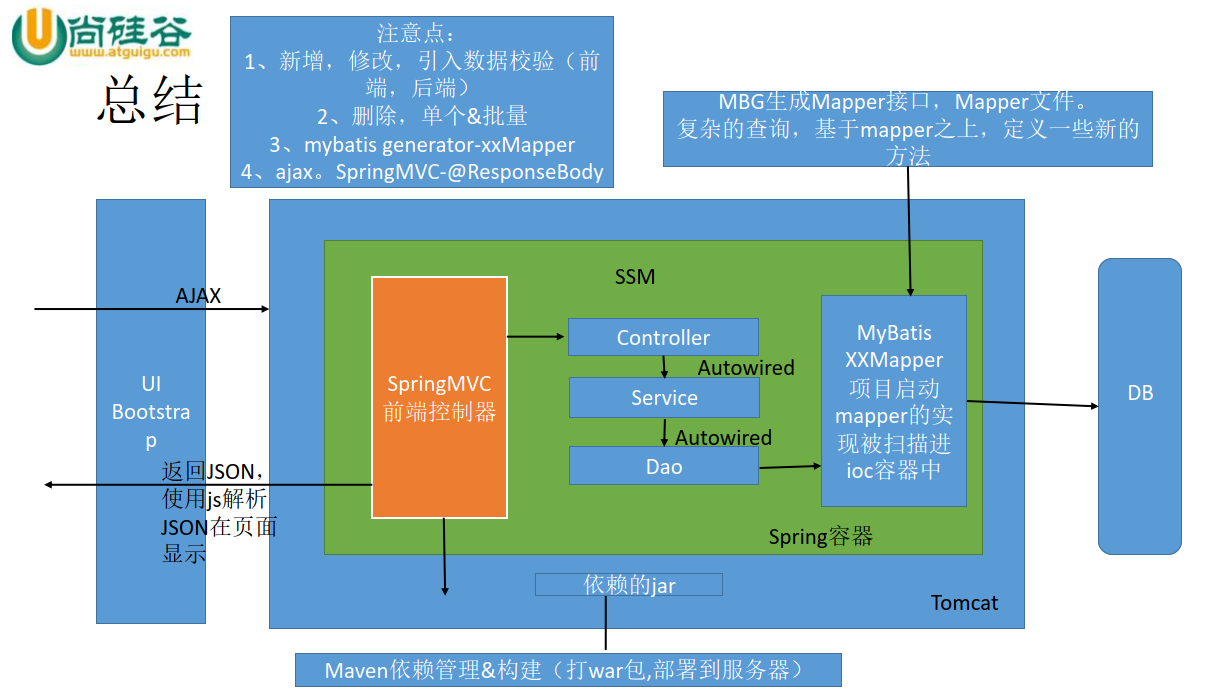 尚硅谷
www.atguigu.com
总结
注意点：
1、新增，修改，引入数据校验（前
端，后端）
2、删除，单个&批量
3、mybatis generator-xxMapper
4、ajax。SpringMVC-@ResponseBody
MBG生成Mapper接口，Mapper文件。
复杂的查询，基于mapper之上，定义一些新的
方法
AJAX
UI
Bootstra
p
返回JSON，
使用js解析
JSON在页面
显示
SSM
SpringMVC
前端控制器
Controller
Autowired
Service
Autowired
Dao
MyBatis
XXMapper
项目启动
mapper的实
现被扫描进
ioc容器中
Spring容器
DB
依赖的jar
Tomcat
Maven依赖管理&构建（打war包,部署到服务器）